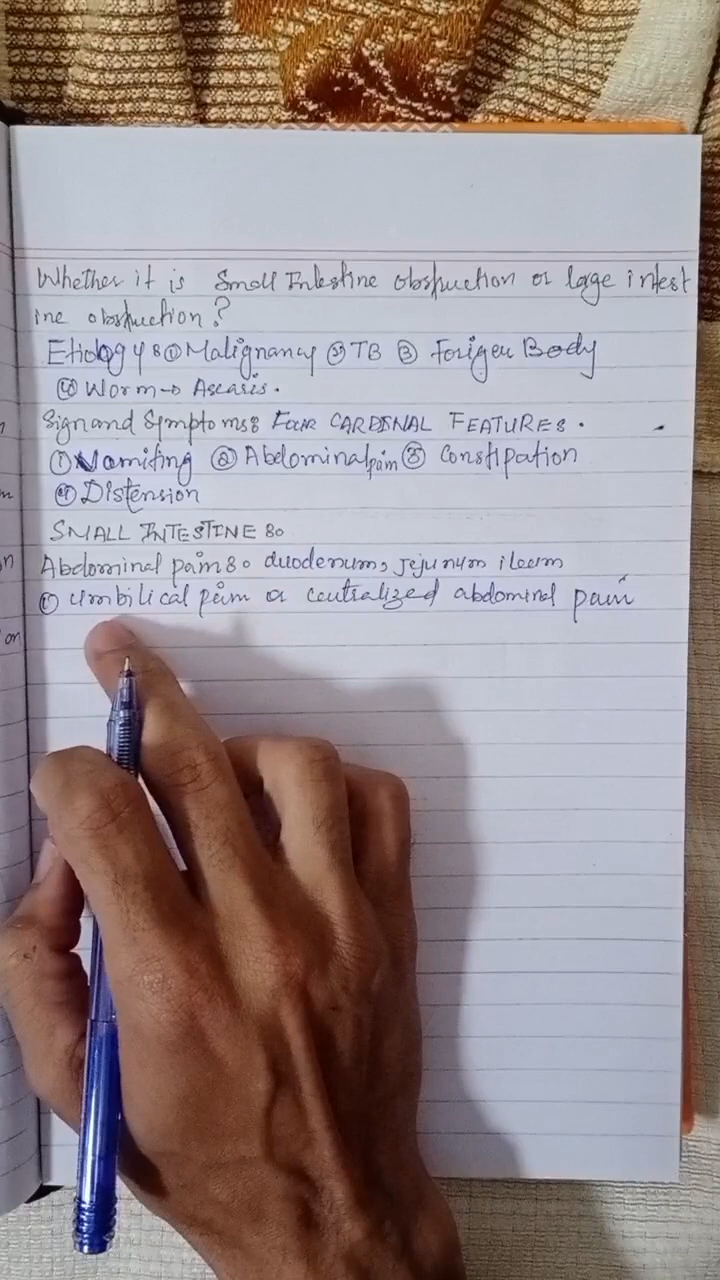 Whether it is Small Intestine obstruction or large intest
ine obstruction?
Etiology: ① Malignancy ② TB ③ Forigen Body
④ Worm → Ascaris.
Sign and Symptoms: FOUR CARDINAL FEATURES.
① Vomiting ② Abdominal pain ③ Constipation
④ Distension
SMALL INTESTINE:
Abdominal pain: duodenum, jejunum ileum
① Umbilical pain or centralized abdominal pain
on